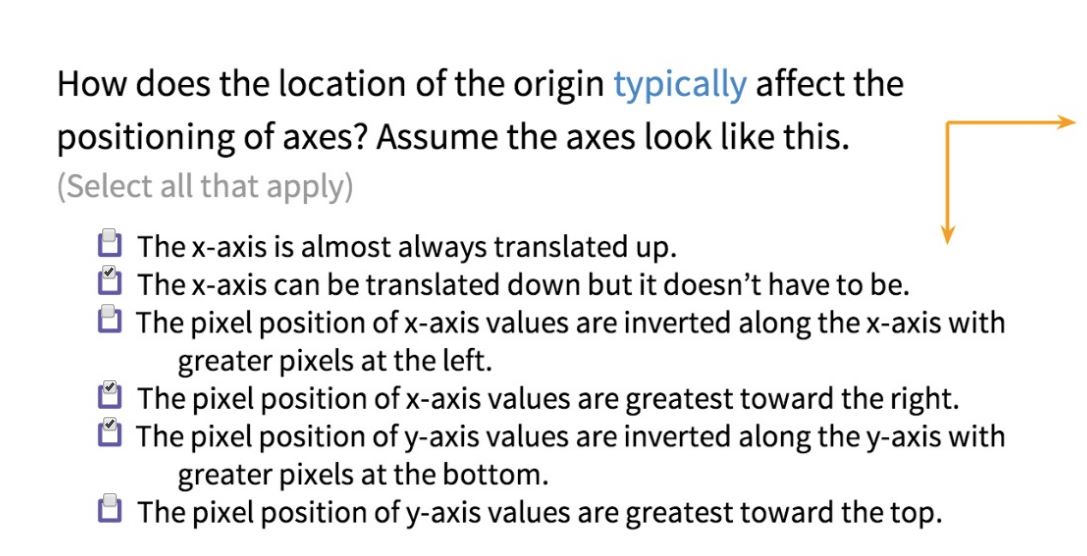 How does the location of the origin typically affect the
positioning of axes? Assume the axes look like this.
(Select all that apply)
The x-axis is almost always translated up.
The x-axis can be translated down but it doesn’t have to be.
The pixel position of x-axis values are inverted along the x-axis with
greater pixels at the left.
The pixel position of x-axis values are greatest toward the right.
The pixel position of y-axis values are inverted along the y-axis with
greater pixels at the bottom.
The pixel position of y-axis values are greatest toward the top.